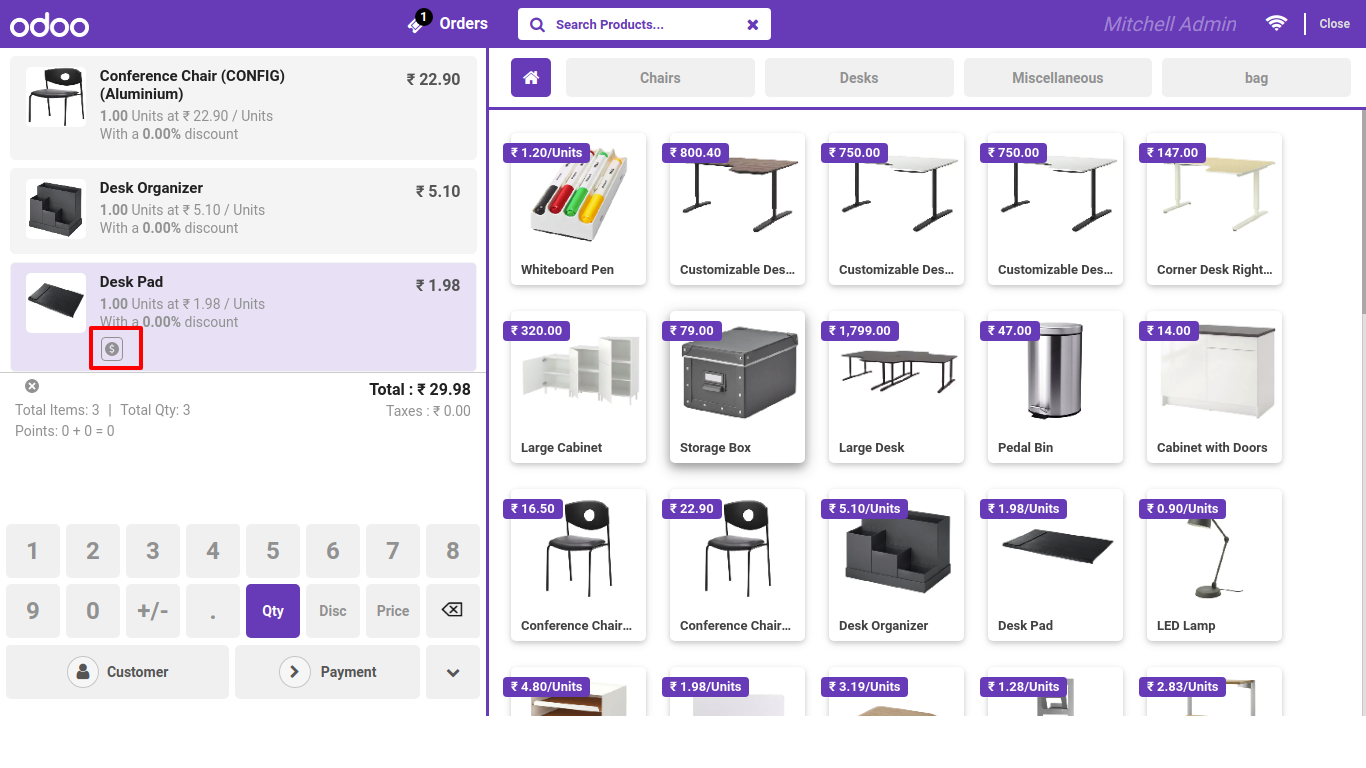 odoo
1
Orders
Search Products...
Mitchell Admin
Close
Conference Chair (CONFIG)
(Aluminium)
₹ 22.90
1.00 Units at ₹ 22.90 / Units
With a 0.00% discount
Desk Organizer
₹ 5.10
1.00 Units at ₹ 5.10 / Units
With a 0.00% discount
Desk Pad
₹ 1.98
1.00 Units at ₹ 1.98 / Units
With a 0.00% discount
$
Total : ₹ 29.98
Total Items: 3 | Total Qty: 3
Taxes : ₹ 0.00
Points: 0 + 0 = 0
1 2 3 4 5 6 7 8
9 0 +/- . Qty Disc Price
Customer
Payment
Chairs
Desks
Miscellaneous
bag
₹ 1.20/Units
Whiteboard Pen
₹ 800.40
Customizable Des...
₹ 750.00
Customizable Des...
₹ 750.00
Customizable Des...
₹ 147.00
Corner Desk Right...
₹ 320.00
Large Cabinet
₹ 79.00
Storage Box
₹ 1,799.00
Large Desk
₹ 47.00
Pedal Bin
₹ 14.00
Cabinet with Doors
₹ 16.50
Conference Chair...
₹ 22.90
Conference Chair...
₹ 5.10/Units
Desk Organizer
₹ 1.98/Units
Desk Pad
₹ 0.90/Units
LED Lamp
₹ 4.80/Units
₹ 1.98/Units
₹ 3.19/Units
₹ 1.28/Units
₹ 2.83/Units